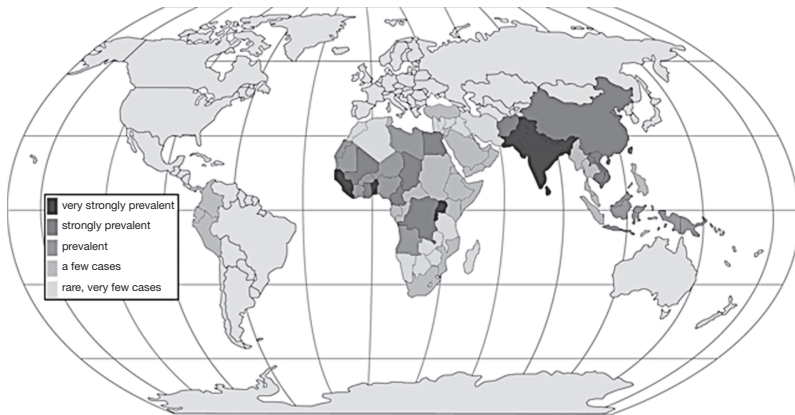 very strongly prevalent
strongly prevalent
prevalent
a few cases
rare, very few cases